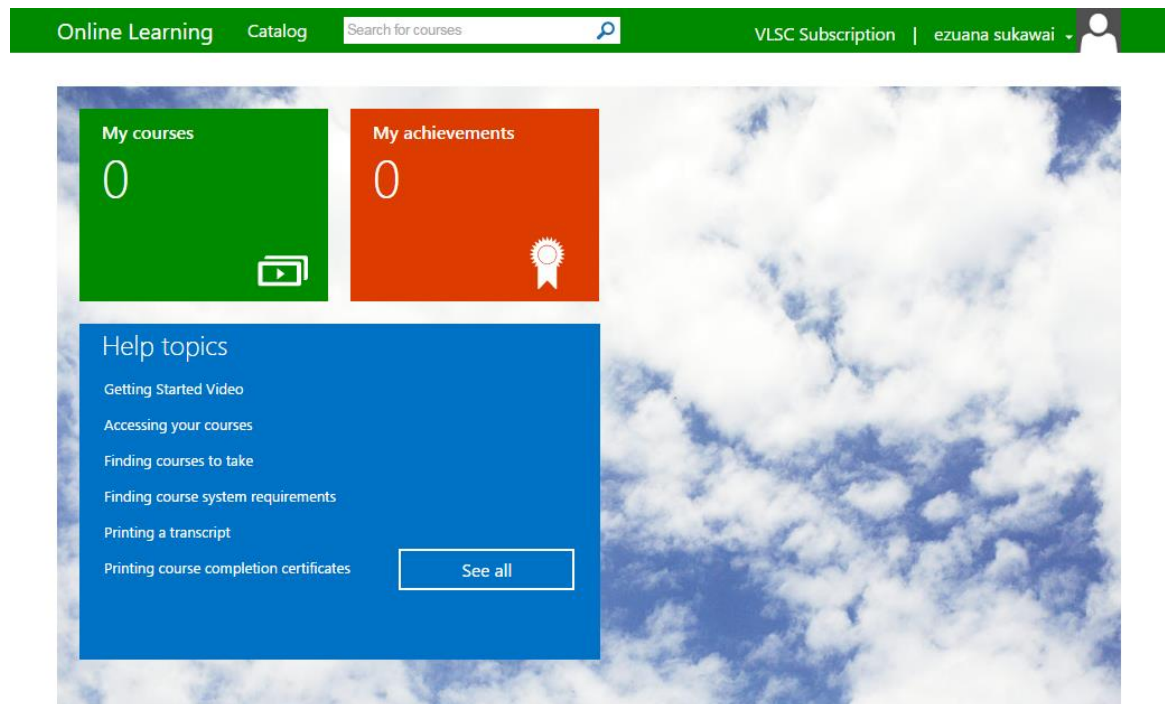 Online Learning Catalog Search for courses VLSC Subscription | ezuana sukawai
My courses
0
My achievements
0
Help topics
Getting Started Video
Accessing your courses
Finding courses to take
Finding course system requirements
Printing a transcript
Printing course completion certificates
See all